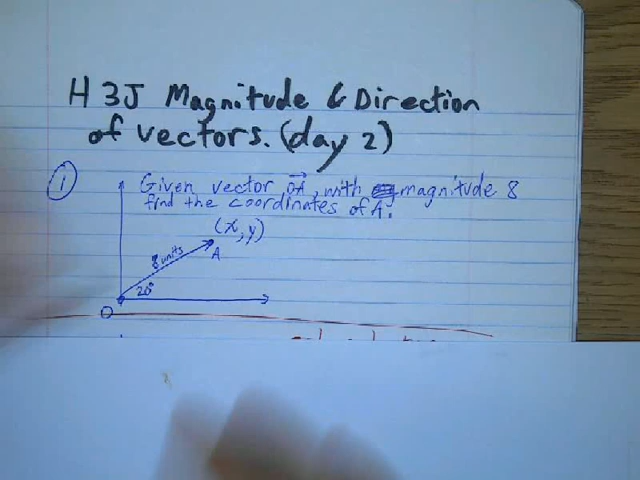 H 3J Magnitude & Direction
of vectors. (day 2)
1 Given vector OA, with magnitude 8
find the coordinates of A.
(x, y)
8 units
A
20°
O